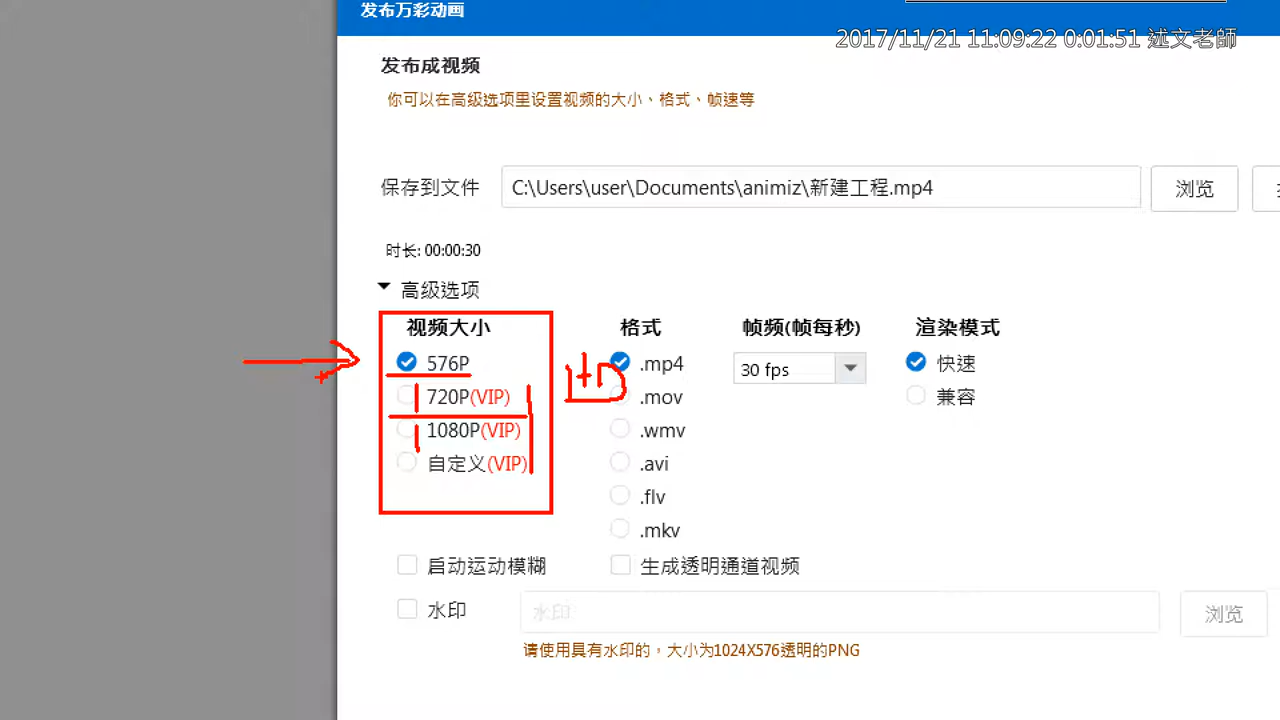 发布万彩动画
2017/11/21 11:09:22 0:01:51 述文老師
发布成视频
你可以在高级选项里设置视频的大小、格式、帧速等
保存到文件 C:\Users\user\Documents\animiz\新建工程.mp4 浏览
时长: 00:00:30
高级选项
视频大小 格式 帧频(帧每秒) 渲染模式
576P .mp4 30 fps 快速
720P(VIP) .mov 兼容
1080P(VIP) .wmv
自定义(VIP) .avi
.flv
.mkv
启动运动模糊 生成透明通道视频
水印 水印 浏览
请使用具有水印的，大小为1024X576透明的PNG